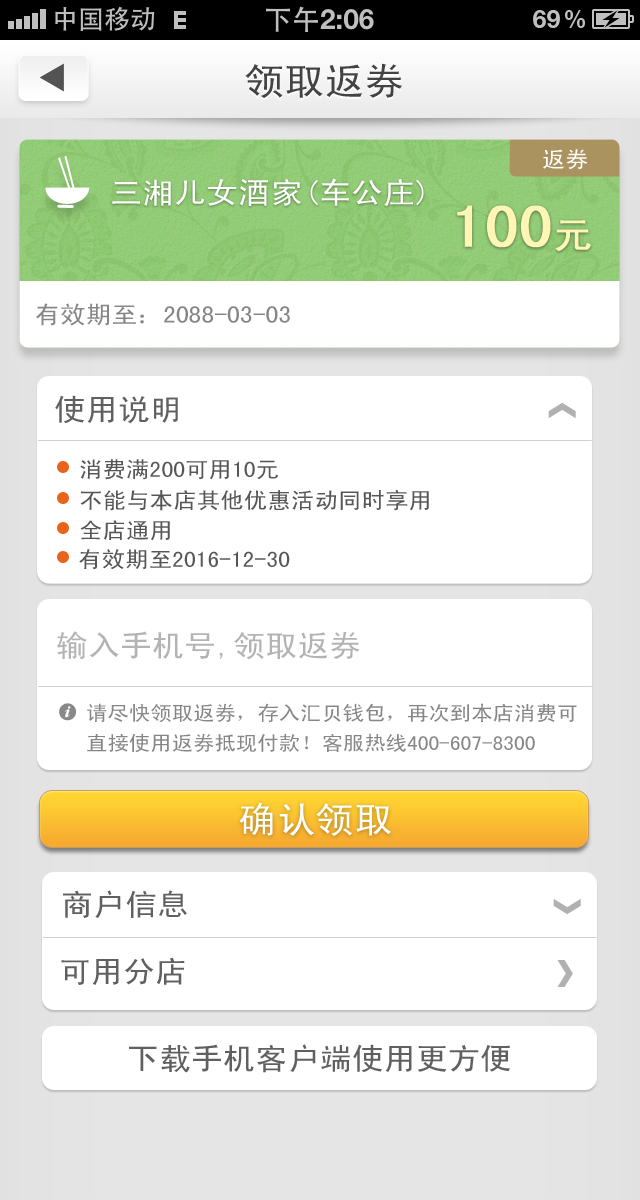 中国移动 E 下午2:06 69%
领取返券
返券
三湘儿女酒家(车公庄)
100元
有效期至：2088-03-03
使用说明
消费满200可用10元
不能与本店其他优惠活动同时享用
全店通用
有效期至2016-12-30
输入手机号,领取返券
请尽快领取返券，存入汇贝钱包，再次到本店消费可
直接使用返券抵现付款！客服热线400-607-8300
确认领取
商户信息
可用分店
下载手机客户端使用更方便